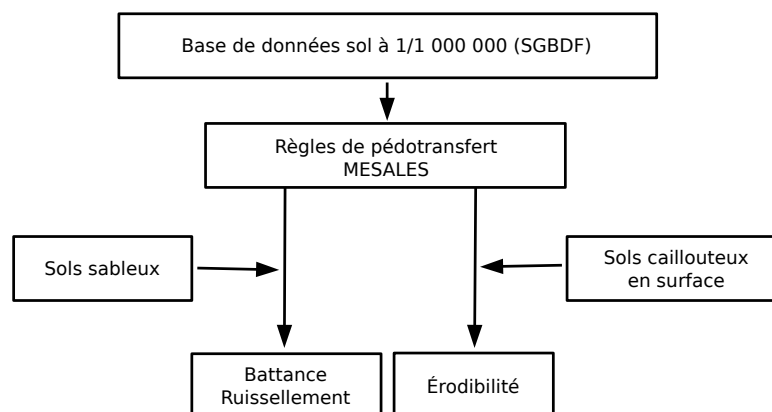 Base de données sol à 1/1 000 000 (SGBDF)
Règles de pédotransfert
MESALES
Sols sableux
Sols caillouteux
en surface
Battance
Ruissellement
Érodibilité